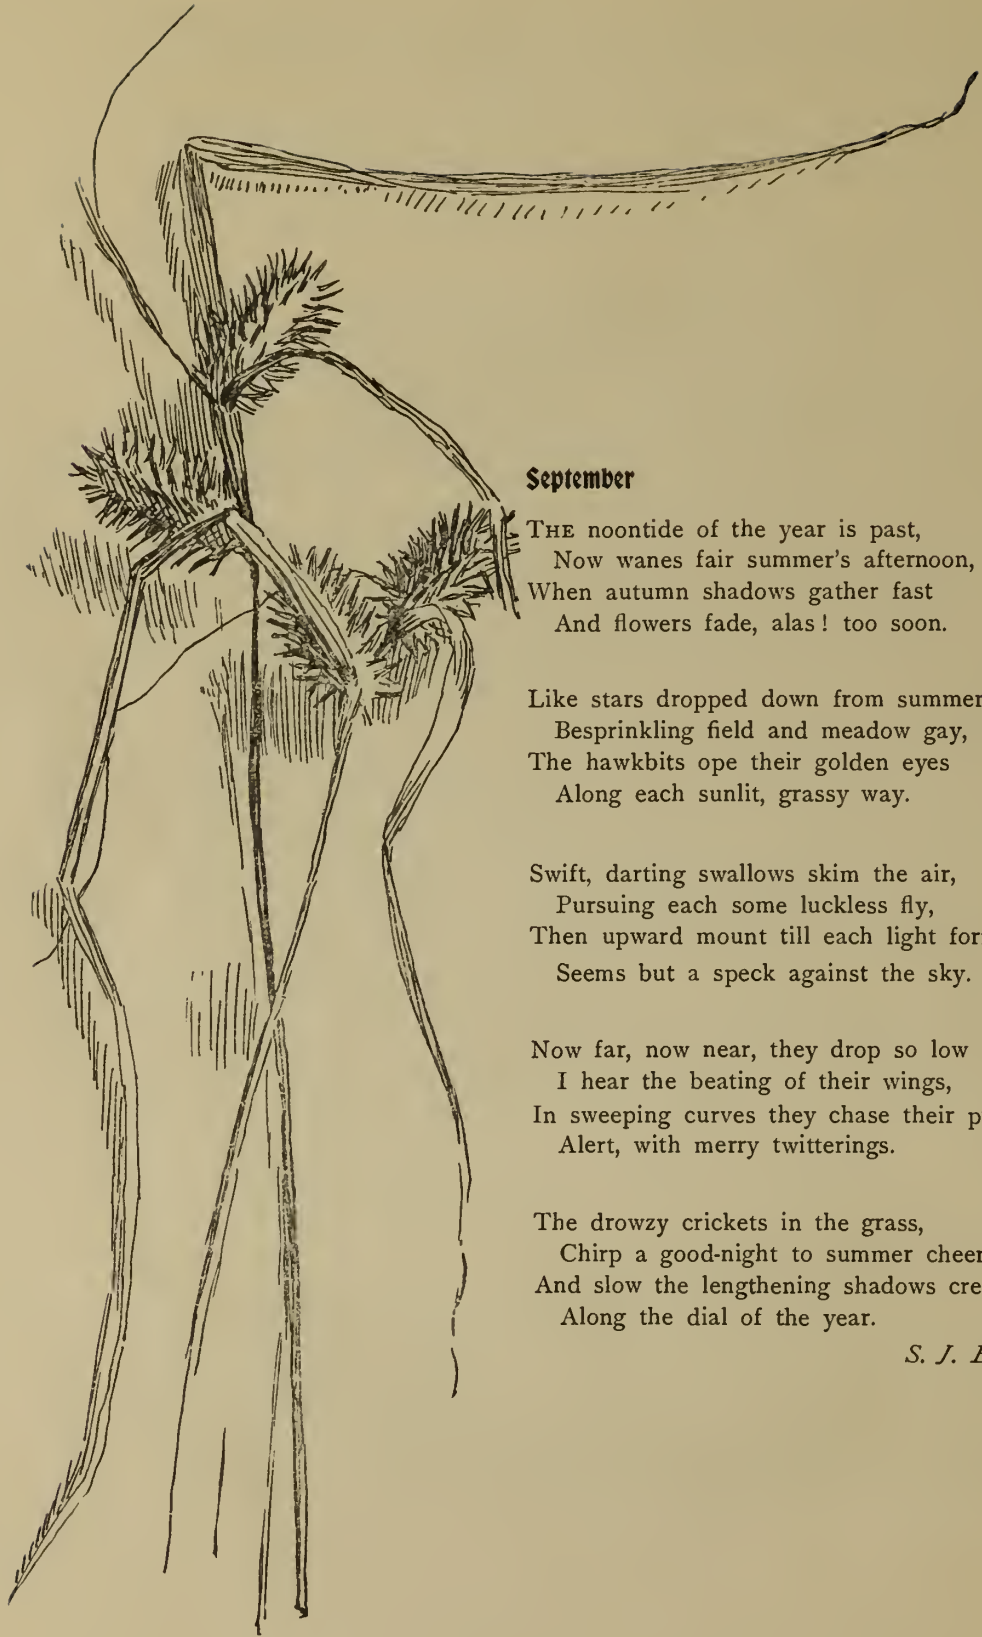 September
THE noontide of the year is past,
Now wanes fair summer's afternoon,
When autumn shadows gather fast
And flowers fade, alas! too soon.
Like stars dropped down from summer
Besprinkling field and meadow gay,
The hawkbits ope their golden eyes
Along each sunlit, grassy way.
Swift, darting swallows skim the air,
Pursuing each some luckless fly,
Then upward mount till each light
Seems but a speck against the sky.
Now far, now near, they drop so low
I hear the beating of their wings,
In sweeping curves they chase their
Alert, with merry twitterings.
The drowzy crickets in the grass,
Chirp a good-night to summer
And slow the lengthening shadows
Along the dial of the year.
S. J.